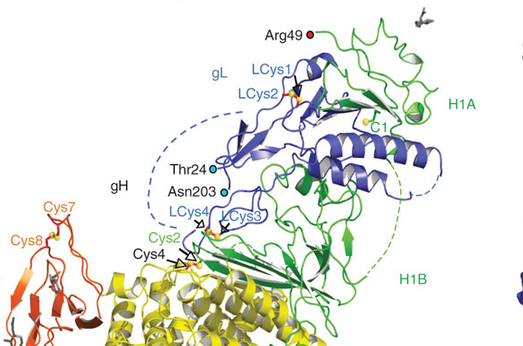 Arg49
gL
LCys1
LCys2
H1A
C1
Thr24
gH
Asn203
Cys7
LCys4
LCys3
Cys8
Cys2
Cys4
H1B